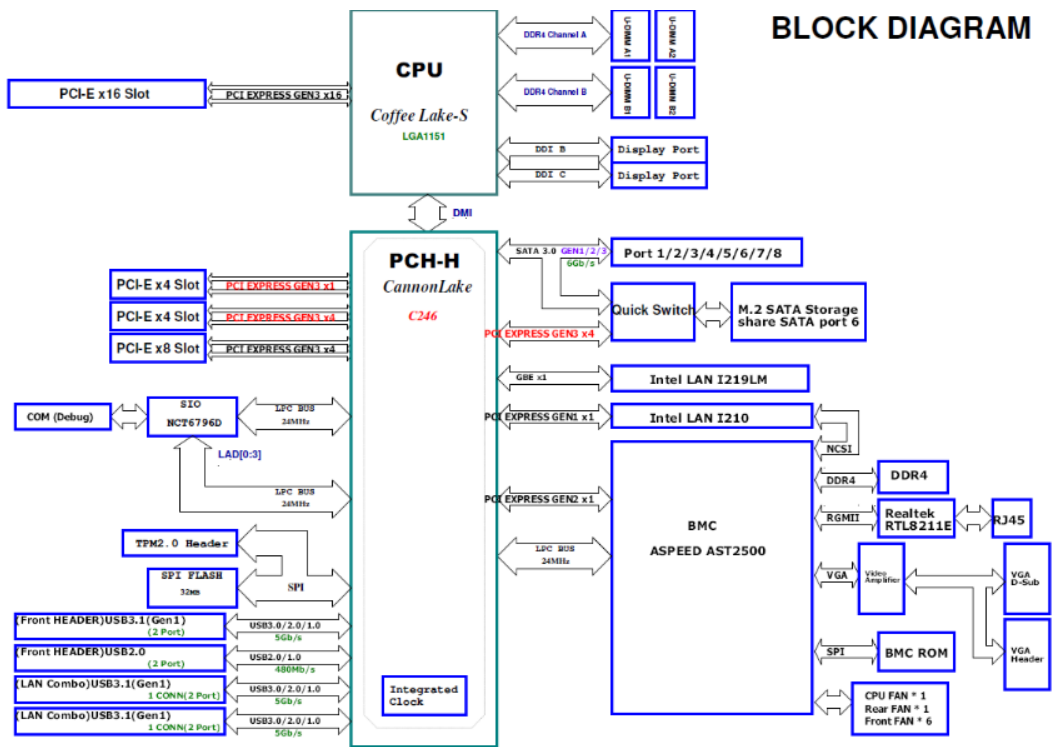 BLOCK DIAGRAM
CPU
Coffee Lake-S
LGA1151
PCI-E x16 Slot
PCI EXPRESS GEN3 x16
DDR4 Channel A
U-DIMM A1
U-DIMM A2
DDR4 Channel B
U-DIMM B1
U-DIMM B2
DDI B
Display Port
DDI C
Display Port
DMI
PCH-H
CannonLake
C246
PCI-E x4 Slot
PCI EXPRESS GEN3 x1
PCI-E x4 Slot
PCI EXPRESS GEN3 x4
PCI-E x8 Slot
PCI EXPRESS GEN3 x4
SATA 3.0 GEN1/2/3
6Gb/s
Port 1/2/3/4/5/6/7/8
Quick Switch
M.2 SATA Storage
share SATA port 6
PCI EXPRESS GEN3 x4
GBE x1
Intel LAN I219LM
PCI EXPRESS GEN1 x1
Intel LAN I210
NCSI
COM (Debug)
SIO
NCT6796D
LPC BUS
24MHz
LAD[0:3]
LPC BUS
24MHz
TPM2.0 Header
SPI FLASH
32MB
SPI
PCI EXPRESS GEN2 x1
LPC BUS
24MHz
BMC
ASPEED AST2500
DDR4
DDR4
RGMII
Realtek
RTL8211E
RJ45
VGA
Video
Amplifier
VGA
D-Sub
VGA
Header
SPI
BMC ROM
CPU FAN * 1
Rear FAN * 1
Front FAN * 6
(Front HEADER)USB3.1(Gen1)
(2 Port)
USB3.0/2.0/1.0
5Gb/s
(Front HEADER)USB2.0
(2 Port)
USB2.0/1.0
480Mb/s
(LAN Combo)USB3.1(Gen1)
1 CONN(2 Port)
USB3.0/2.0/1.0
5Gb/s
(LAN Combo)USB3.1(Gen1)
1 CONN(2 Port)
USB3.0/2.0/1.0
5Gb/s
Integrated
Clock